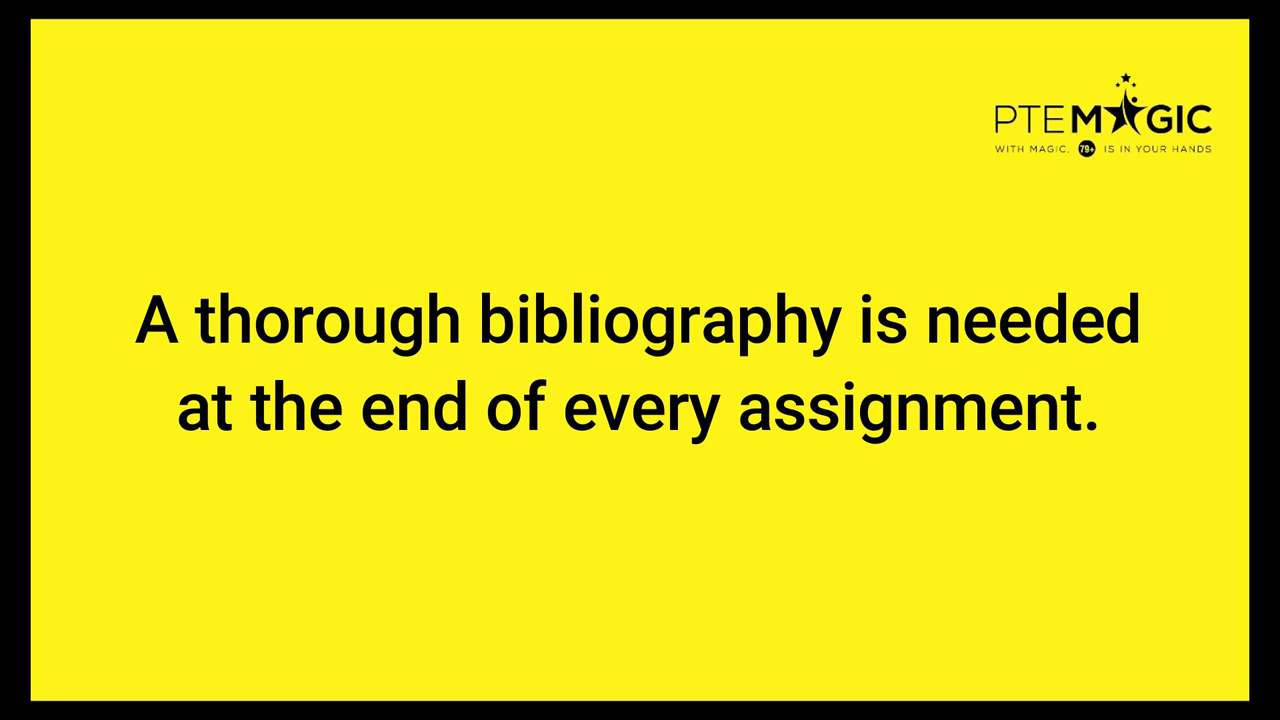 PTEMAGIC
WITH MAGIC, 79+ IS IN YOUR HANDS
A thorough bibliography is needed
at the end of every assignment.